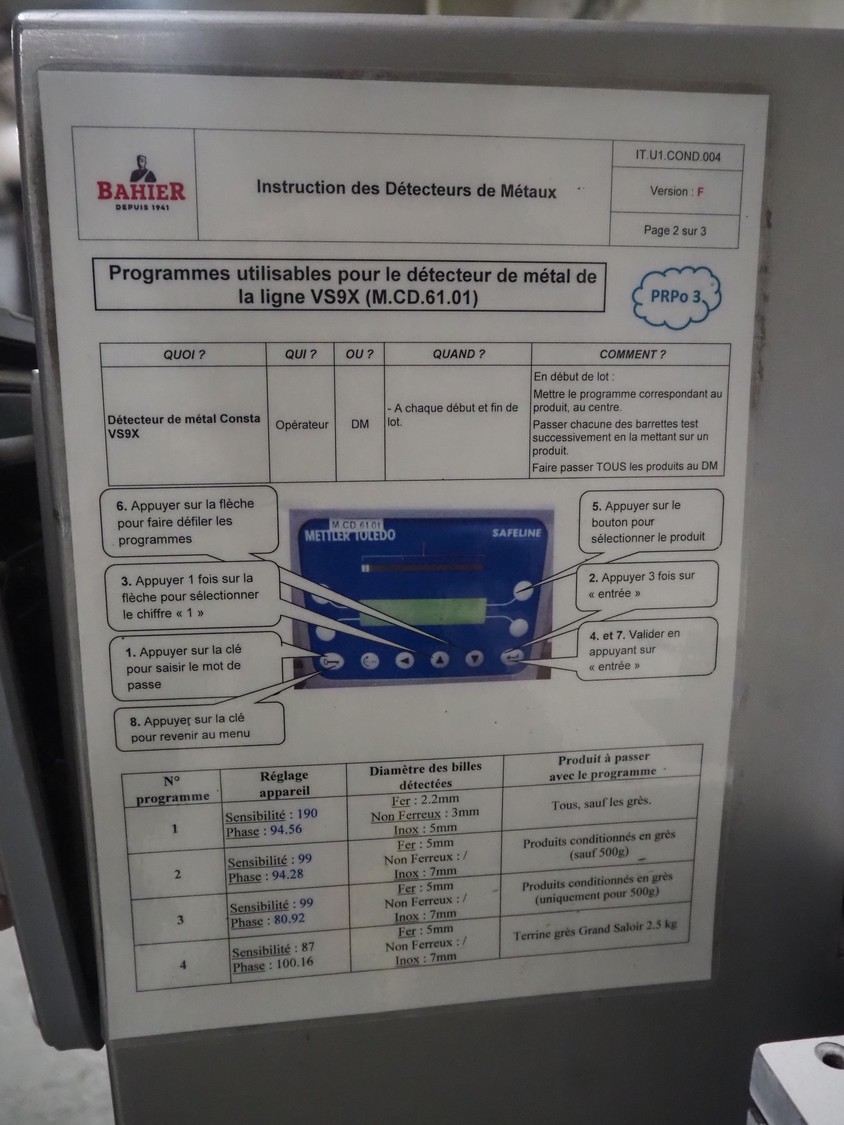 BAHIER
DEPUIS 1941
Instruction des Détecteurs de Métaux
IT.U1.COND.004
Version : F
Page 2 sur 3
Programmes utilisables pour le détecteur de métal de
la ligne VS9X (M.CD.61.01)
PRPo 3
QUOI ?
QUI ?
OU ?
QUAND ?
COMMENT ?
Détecteur de métal Consta
VS9X
Opérateur
DM
- A chaque début et fin de
lot.
En début de lot :
Mettre le programme correspondant au
produit, au centre.
Passer chacune des barrettes test
successivement en la mettant sur un
produit.
Faire passer TOUS les produits au DM
6. Appuyer sur la flèche
pour faire défiler les
programmes
3. Appuyer 1 fois sur la
flèche pour sélectionner
le chiffre « 1 »
1. Appuyer sur la clé
pour saisir le mot de
passe
8. Appuyer sur la clé
pour revenir au menu
M.CD.61.01
METTLER TOLEDO
SAFELINE
5. Appuyer sur le
bouton pour
sélectionner le produit
2. Appuyer 3 fois sur
« entrée »
4. et 7. Valider en
appuyant sur
« entrée »
N°
programme
Réglage
appareil
Diamètre des billes
détectées
Produit à passer
avec le programme
1
Sensibilité : 190
Phase : 94.56
Fer : 2.2mm
Non Ferreux : 3mm
Inox : 5mm
Tous, sauf les grès.
2
Sensibilité : 99
Phase : 94.28
Fer : 5mm
Non Ferreux : /
Inox : 7mm
Produits conditionnés en grès
(sauf 500g)
3
Sensibilité : 99
Phase : 80.92
Fer : 5mm
Non Ferreux : /
Inox : 7mm
Produits conditionnés en grès
(uniquement pour 500g)
4
Sensibilité : 87
Phase : 100.16
Fer : 5mm
Non Ferreux : /
Inox : 7mm
Terrine grès Grand Saloir 2.5 kg